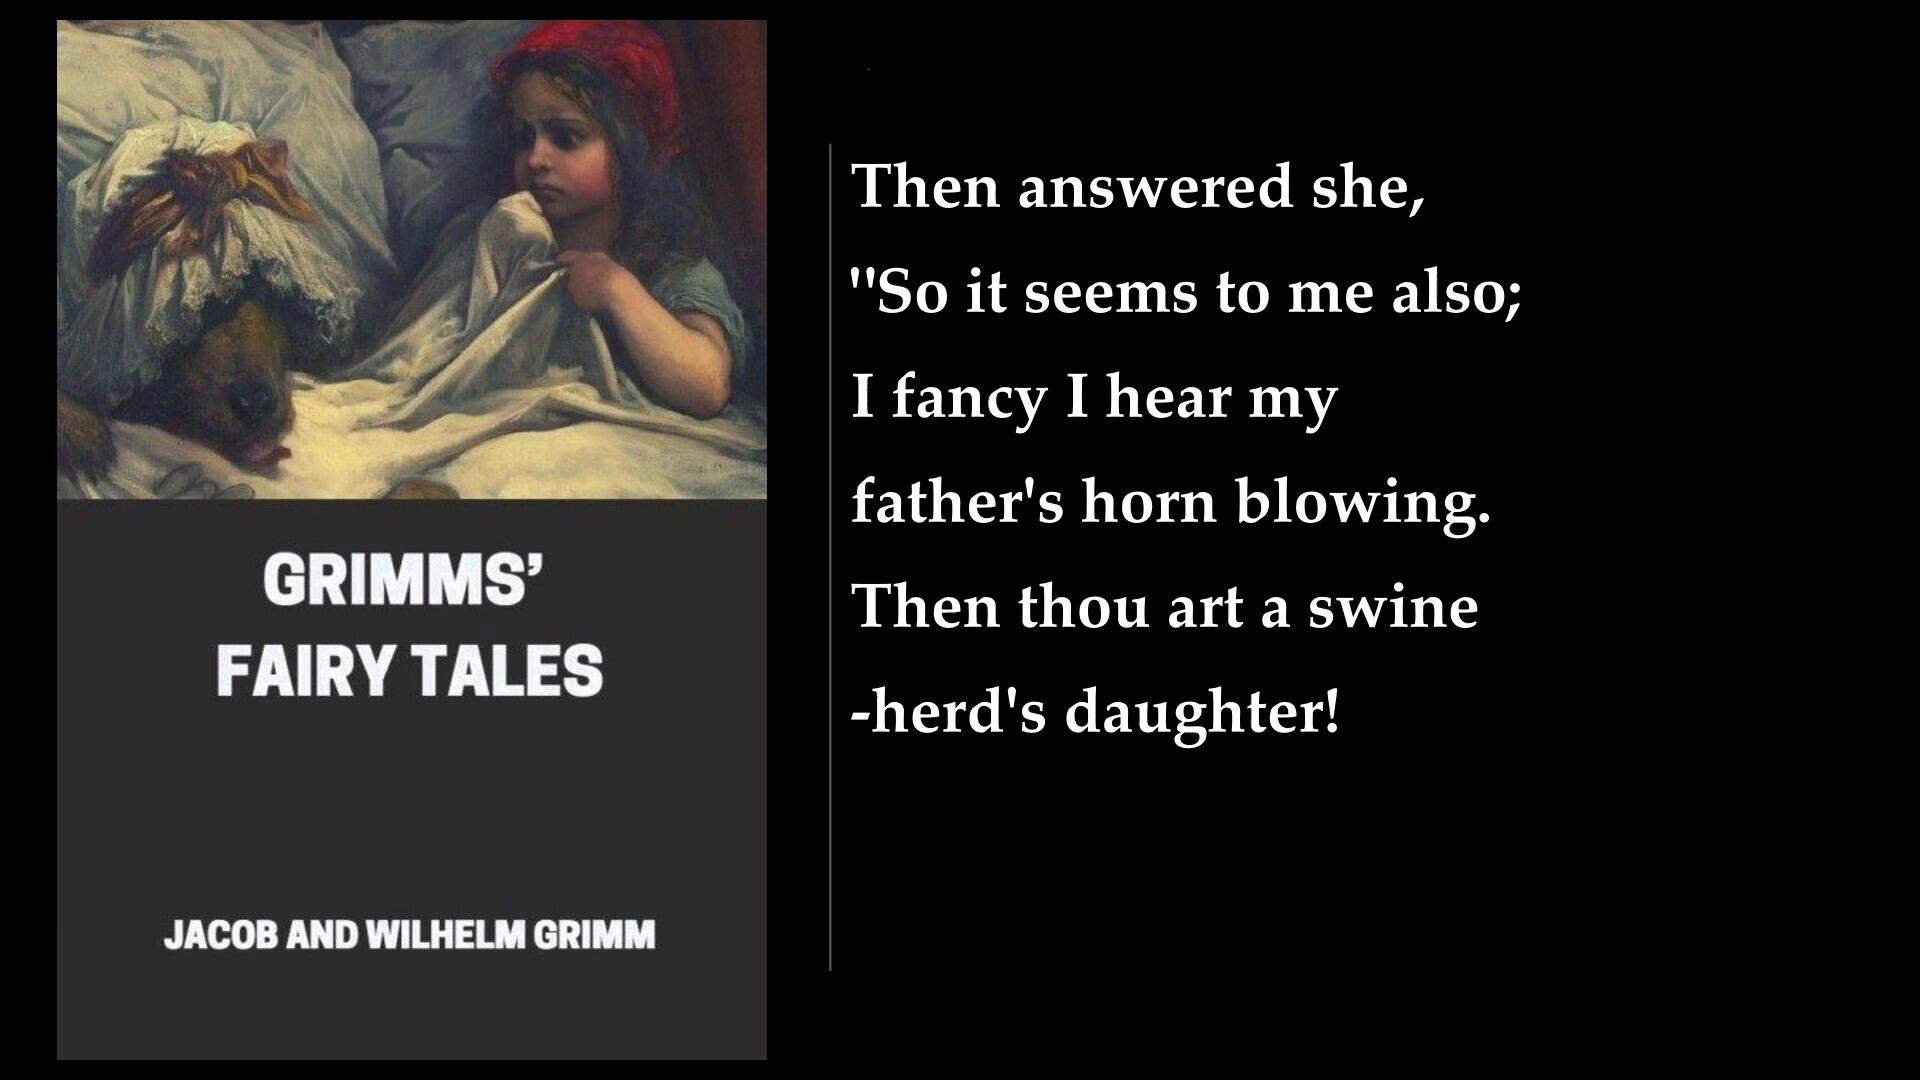 GRIMMS’
FAIRY TALES
JACOB AND WILHELM GRIMM
Then answered she,
"So it seems to me also;
I fancy I hear my
father's horn blowing.
Then thou art a swine
-herd's daughter!